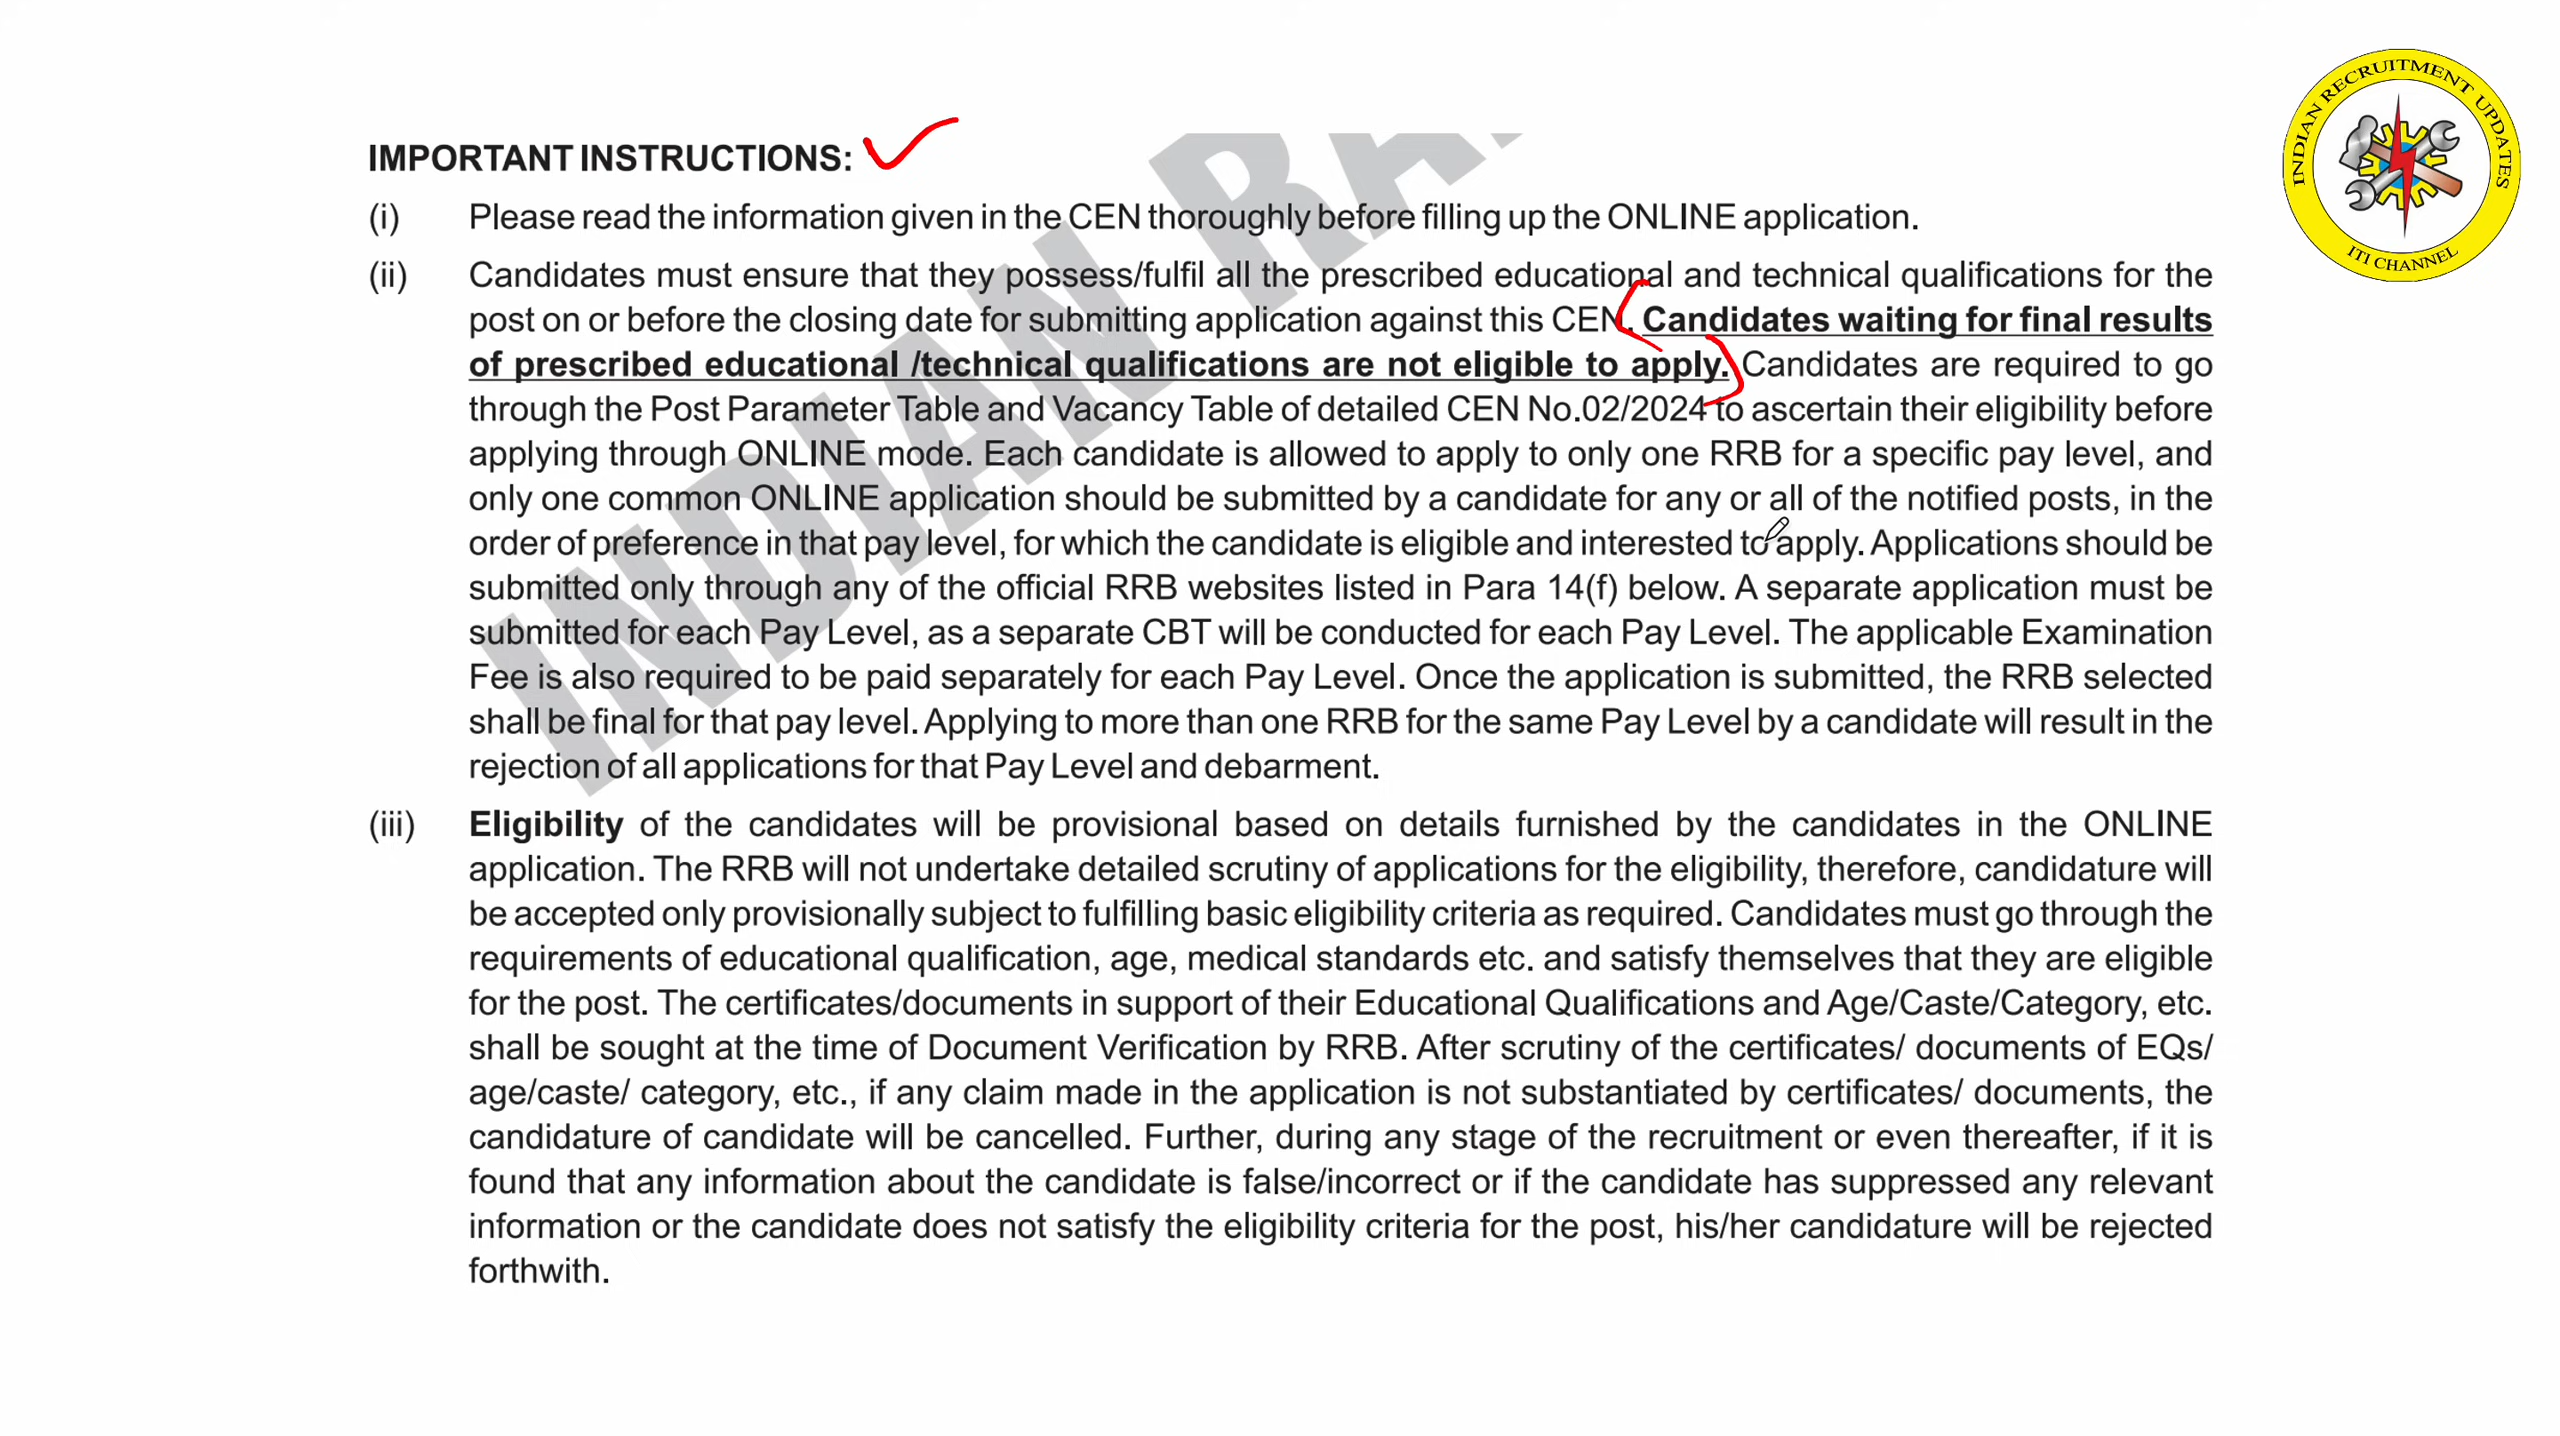 IMPORTANT INSTRUCTIONS:
(i) Please read the information given in the CEN thoroughly before filling up the ONLINE application.
(ii) Candidates must ensure that they possess/fulfil all the prescribed educational and technical qualifications for the
post on or before the closing date for submitting application against this CEN. Candidates waiting for final results
of prescribed educational /technical qualifications are not eligible to apply. Candidates are required to go
through the Post Parameter Table and Vacancy Table of detailed CEN No.02/2024 to ascertain their eligibility before
applying through ONLINE mode. Each candidate is allowed to apply to only one RRB for a specific pay level, and
only one common ONLINE application should be submitted by a candidate for any or all of the notified posts, in the
order of preference in that pay level, for which the candidate is eligible and interested to apply. Applications should be
submitted only through any of the official RRB websites listed in Para 14(f) below. A separate application must be
submitted for each Pay Level, as a separate CBT will be conducted for each Pay Level. The applicable Examination
Fee is also required to be paid separately for each Pay Level. Once the application is submitted, the RRB selected
shall be final for that pay level. Applying to more than one RRB for the same Pay Level by a candidate will result in the
rejection of all applications for that Pay Level and debarment.
(iii) Eligibility of the candidates will be provisional based on details furnished by the candidates in the ONLINE
application. The RRB will not undertake detailed scrutiny of applications for the eligibility, therefore, candidature will
be accepted only provisionally subject to fulfilling basic eligibility criteria as required. Candidates must go through the
requirements of educational qualification, age, medical standards etc. and satisfy themselves that they are eligible
for the post. The certificates/documents in support of their Educational Qualifications and Age/Caste/Category, etc.
shall be sought at the time of Document Verification by RRB. After scrutiny of the certificates/ documents of EQs/
age/caste/ category, etc., if any claim made in the application is not substantiated by certificates/ documents, the
candidature of candidate will be cancelled. Further, during any stage of the recruitment or even thereafter, if it is
found that any information about the candidate is false/incorrect or if the candidate has suppressed any relevant
information or the candidate does not satisfy the eligibility criteria for the post, his/her candidature will be rejected
forthwith.
INDIAN
INDIAN RECRUITMENT UPDATES
ITI CHANNEL